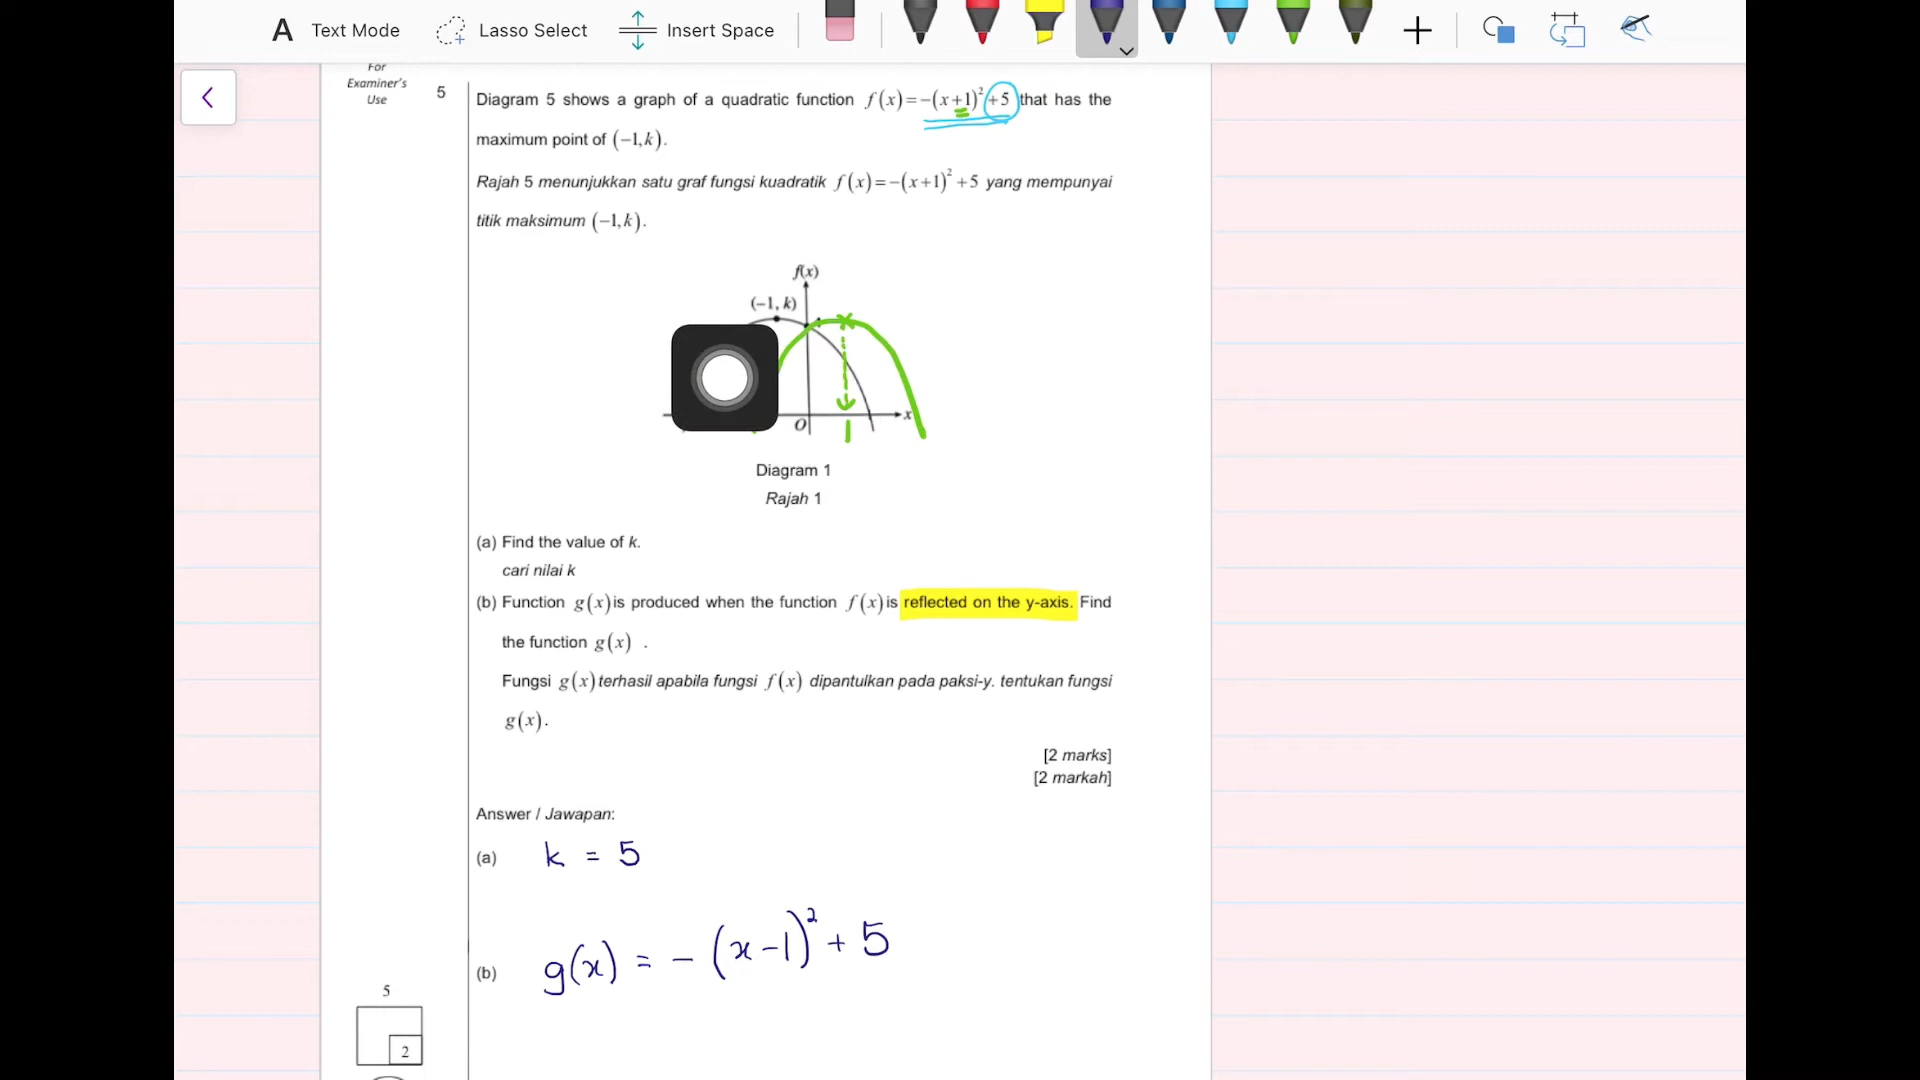 A Text Mode Lasso Select Insert Space
For
Examiner's
Use
5 Diagram 5 shows a graph of a quadratic function f(x)=−(x+1)²+5 that has the
maximum point of (−1,k).
Rajah 5 menunjukkan satu graf fungsi kuadratik f(x)=−(x+1)²+5 yang mempunyai
titik maksimum (−1,k).
f(x)
(−1, k)
O x
1
Diagram 1
Rajah 1
(a) Find the value of k.
cari nilai k
(b) Function g(x) is produced when the function f(x) is reflected on the y-axis. Find
the function g(x) .
Fungsi g(x) terhasil apabila fungsi f(x) dipantulkan pada paksi-y. tentukan fungsi
g(x).
[2 marks]
[2 markah]
Answer / Jawapan:
(a) k = 5
(b) g(x) = −(x−1)²+5
5
2